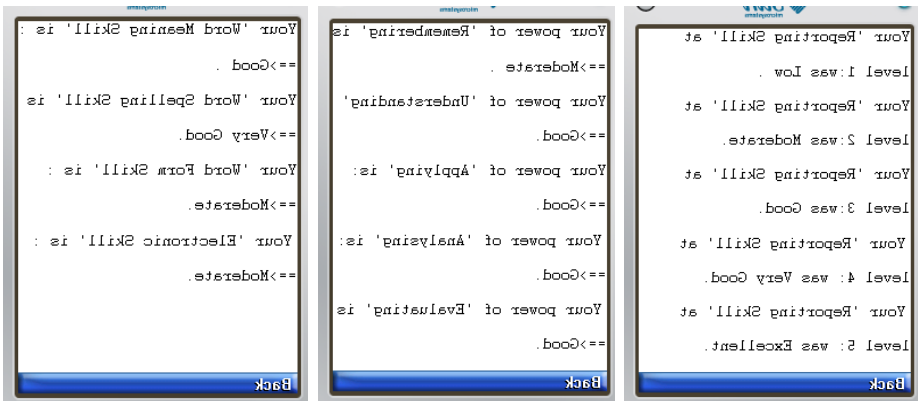 Your 'Reporting Skill' at
level 1:was Low .
Your 'Reporting Skill' at
level 2:was Moderate.
Your 'Reporting Skill' at
level 3:was Good.
Your 'Reporting Skill' at
level 4: was Very Good.
Your 'Reporting Skill' at
level 5: was Excellent.
Back
Your power of 'Remembering' is
==>Moderate .
Your power of 'Understanding'
==>Good.
Your power of 'Applying' is:
==>Good.
Your power of 'Analysing' is:
==>Good.
Your power of 'Evaluating' is
==>Good.
Back
Your 'Word Meaning Skill' is :
==>Good .
Your 'Word Spelling Skill' is
==>Very Good.
Your 'Word Form Skill' is :
==>Moderate.
Your 'Electronic Skill' is :
==>Moderate.
Back